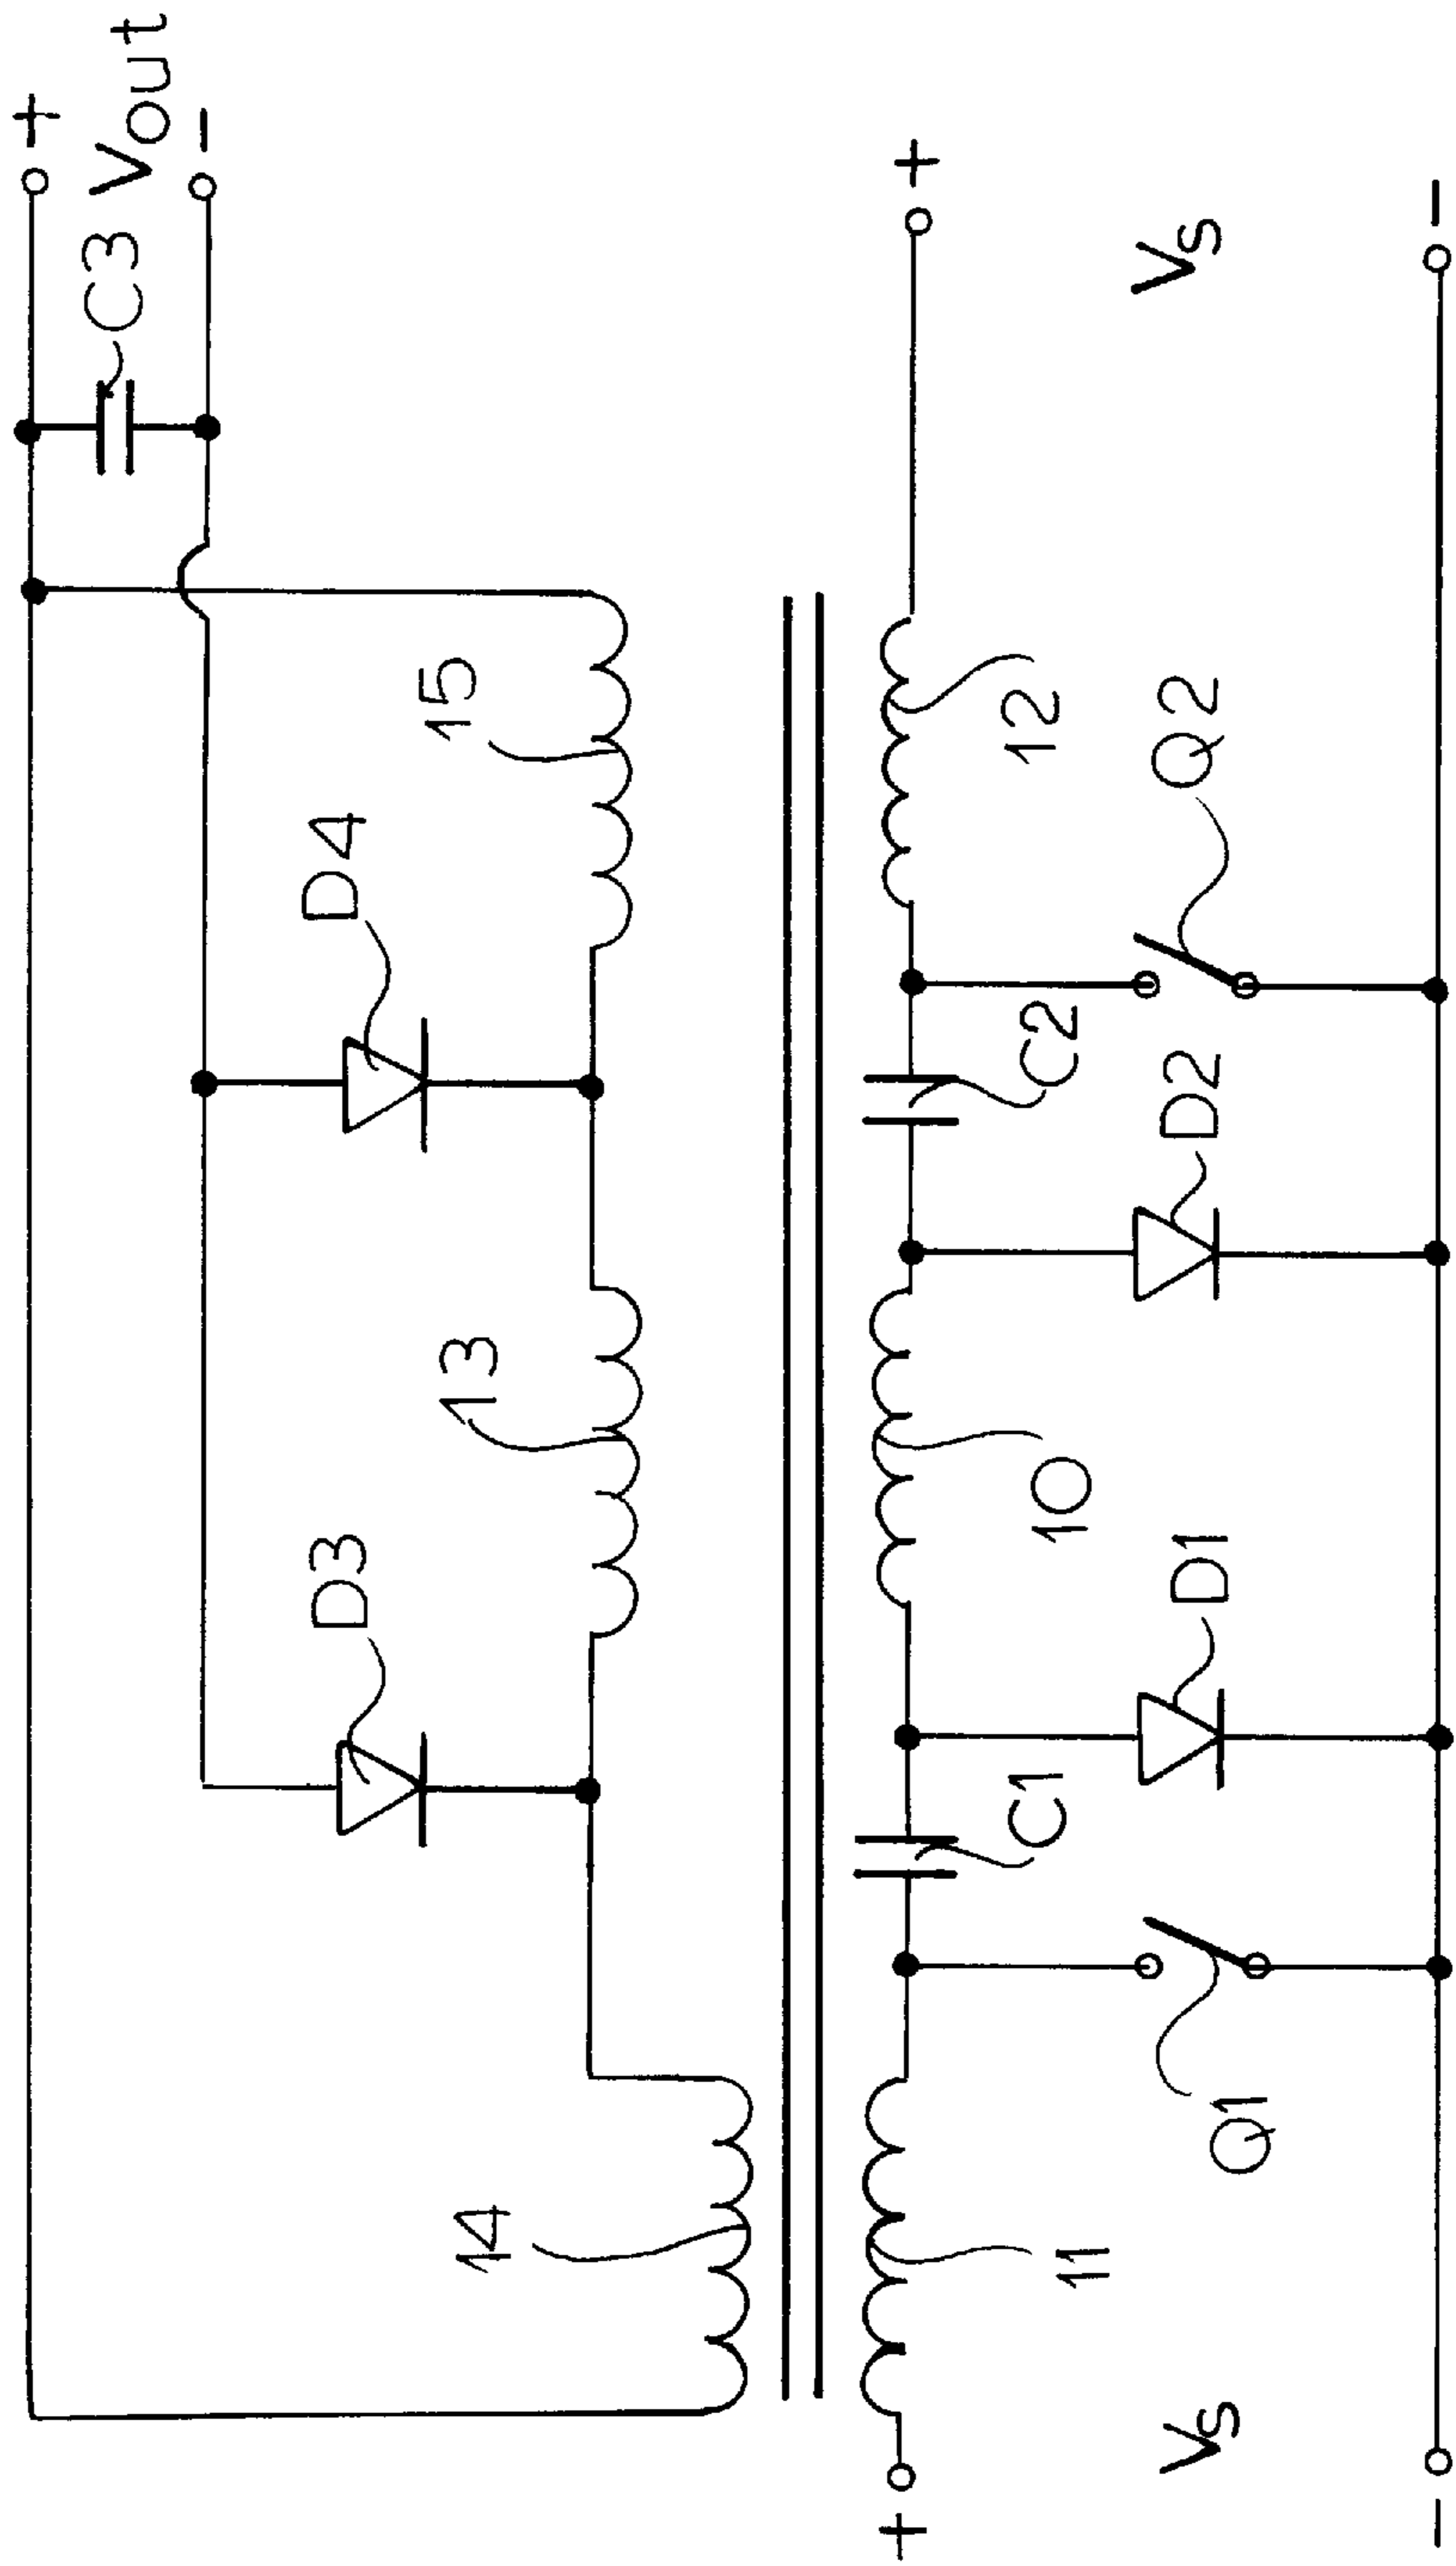 +
C3 Vout
-
D3
D4
14
13
15
+
+
11
C1
10
C2
12
Vs
Q1
D1
D2
Q2
Vs
-
-